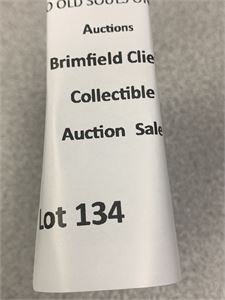 OLD SOULS
Auctions
Brimfield Clie
Collectible
Auction Sale
Lot 134